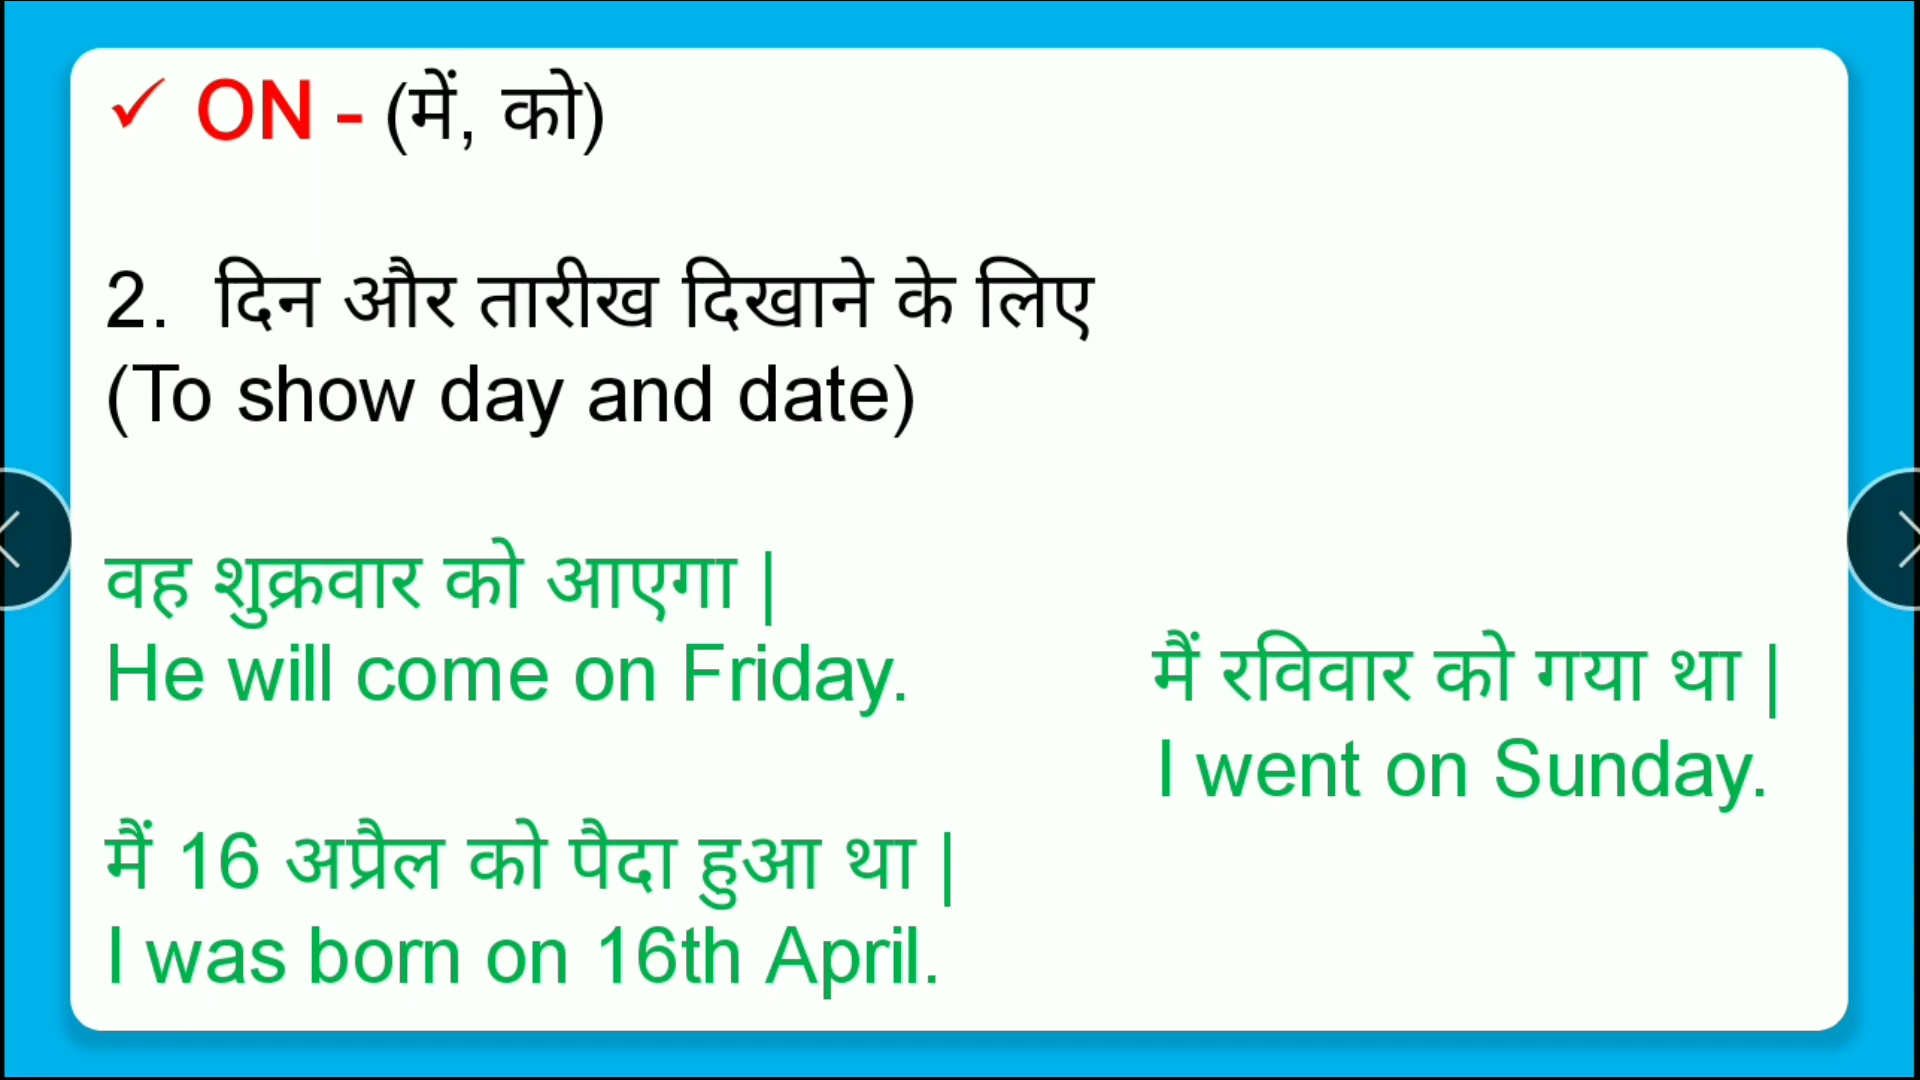 ✓ ON - (में, को)
2. दिन और तारीख दिखाने के लिए
(To show day and date)
वह शुक्रवार को आएगा |
He will come on Friday.
मैं रविवार को गया था |
I went on Sunday.
मैं 16 अप्रैल को पैदा हुआ था |
I was born on 16th April.